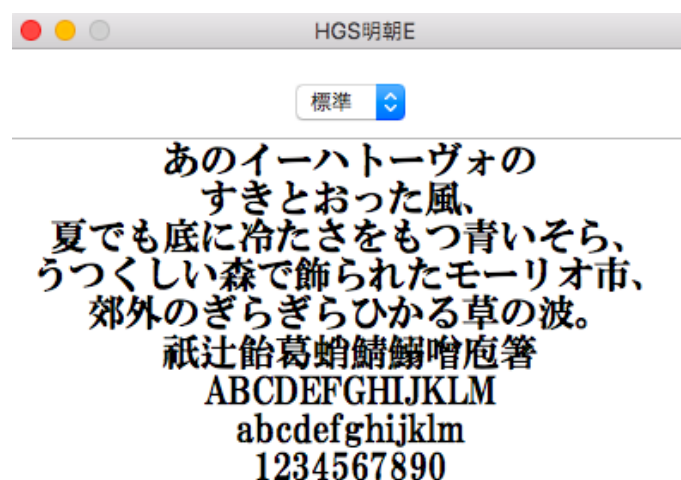 HGS明朝E
標準
あのイーハトーヴォの
すきとおった風、
夏でも底に冷たさをもつ青いそら、
うつくしい森で飾られたモーリオ市、
郊外のぎらぎらひかる草の波。
祇辻飴葛蛸鯖鰯噌庖箸
ABCDEFGHIJKLM
abcdefghijklm
1234567890